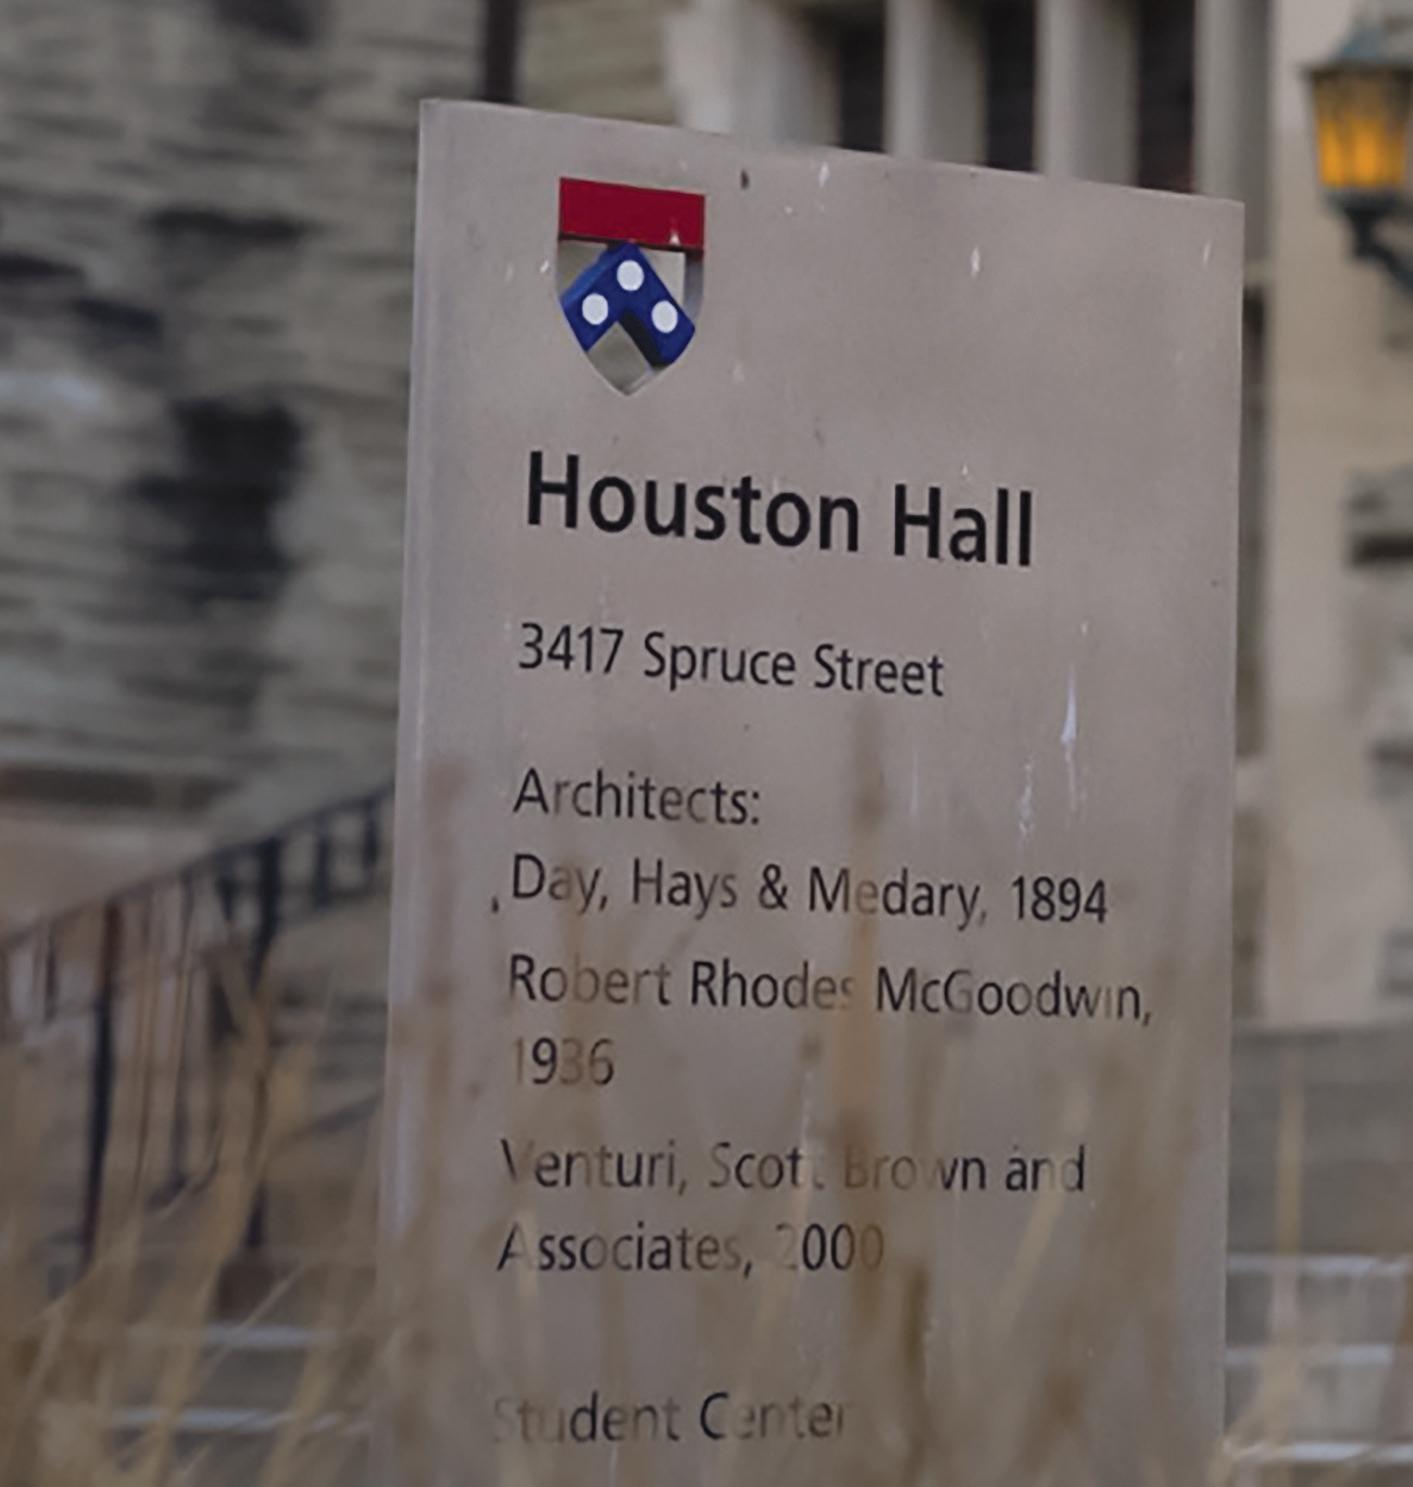 Houston Hall
3417 Spruce Street
Architects:
Day, Hays & Medary, 1894
Robert Rhodes McGoodwin,
1936
Venturi, Scott Brown and
Associates, 2000
Student Center